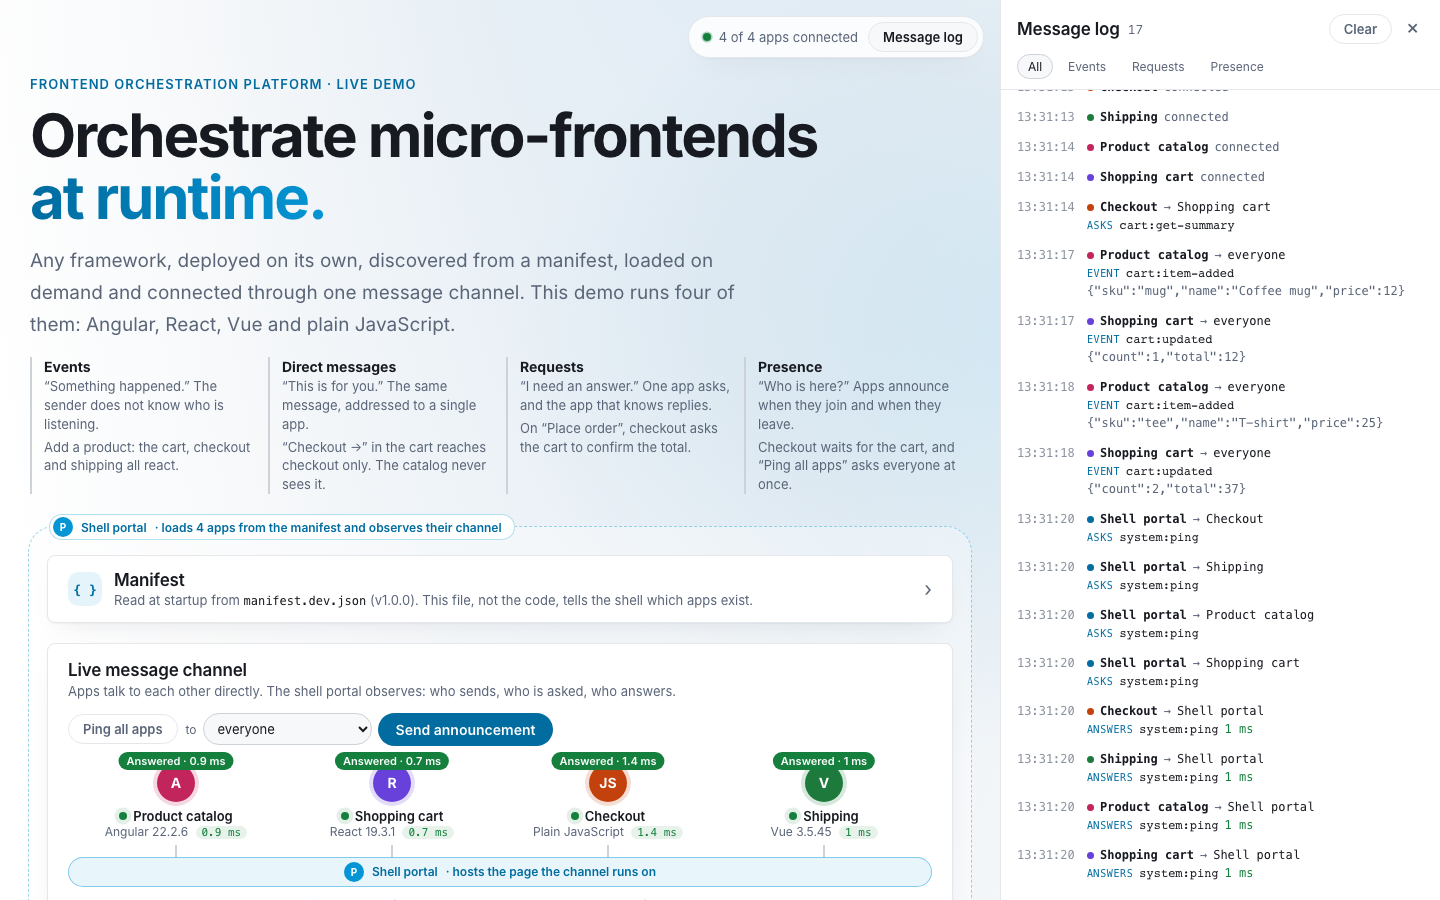 4 of 4 apps connected
Message log
FRONTEND ORCHESTRATION PLATFORM · LIVE DEMO
Orchestrate micro-frontends
at runtime.
Any framework, deployed on its own, discovered from a manifest, loaded on
demand and connected through one message channel. This demo runs four of
them: Angular, React, Vue and plain JavaScript.
Events
“Something happened.” The
sender does not know who is
listening.
Add a product: the cart, checkout
and shipping all react.
Direct messages
“This is for you.” The same
message, addressed to a single
app.
“Checkout →” in the cart reaches
checkout only. The catalog never
sees it.
Requests
“I need an answer.” One app asks,
and the app that knows replies.
On “Place order”, checkout asks
the cart to confirm the total.
Presence
“Who is here?” Apps announce
when they join and when they
leave.
Checkout waits for the cart, and
“Ping all apps” asks everyone at
once.
P Shell portal · loads 4 apps from the manifest and observes their channel
{ } Manifest
Read at startup from manifest.dev.json (v1.0.0). This file, not the code, tells the shell which apps exist.
Live message channel
Apps talk to each other directly. The shell portal observes: who sends, who is asked, who answers.
Ping all apps to everyone Send announcement
Answered · 0.9 ms
A
Product catalog
Angular 22.2.6 0.9 ms
Answered · 0.7 ms
R
Shopping cart
React 19.3.1 0.7 ms
Answered · 1.4 ms
JS
Checkout
Plain JavaScript 1.4 ms
Answered · 1 ms
V
Shipping
Vue 3.5.45 1 ms
P Shell portal · hosts the page the channel runs on
Message log 17
Clear ✕
All Events Requests Presence
13:31:13 Shipping connected
13:31:14 Product catalog connected
13:31:14 Shopping cart connected
13:31:14 Checkout → Shopping cart
ASKS cart:get-summary
13:31:17 Product catalog → everyone
EVENT cart:item-added
{"sku":"mug","name":"Coffee mug","price":12}
13:31:17 Shopping cart → everyone
EVENT cart:updated
{"count":1,"total":12}
13:31:18 Product catalog → everyone
EVENT cart:item-added
{"sku":"tee","name":"T-shirt","price":25}
13:31:18 Shopping cart → everyone
EVENT cart:updated
{"count":2,"total":37}
13:31:20 Shell portal → Checkout
ASKS system:ping
13:31:20 Shell portal → Shipping
ASKS system:ping
13:31:20 Shell portal → Product catalog
ASKS system:ping
13:31:20 Shell portal → Shopping cart
ASKS system:ping
13:31:20 Checkout → Shell portal
ANSWERS system:ping 1 ms
13:31:20 Shipping → Shell portal
ANSWERS system:ping 1 ms
13:31:20 Product catalog → Shell portal
ANSWERS system:ping 1 ms
13:31:20 Shopping cart → Shell portal
ANSWERS system:ping 1 ms